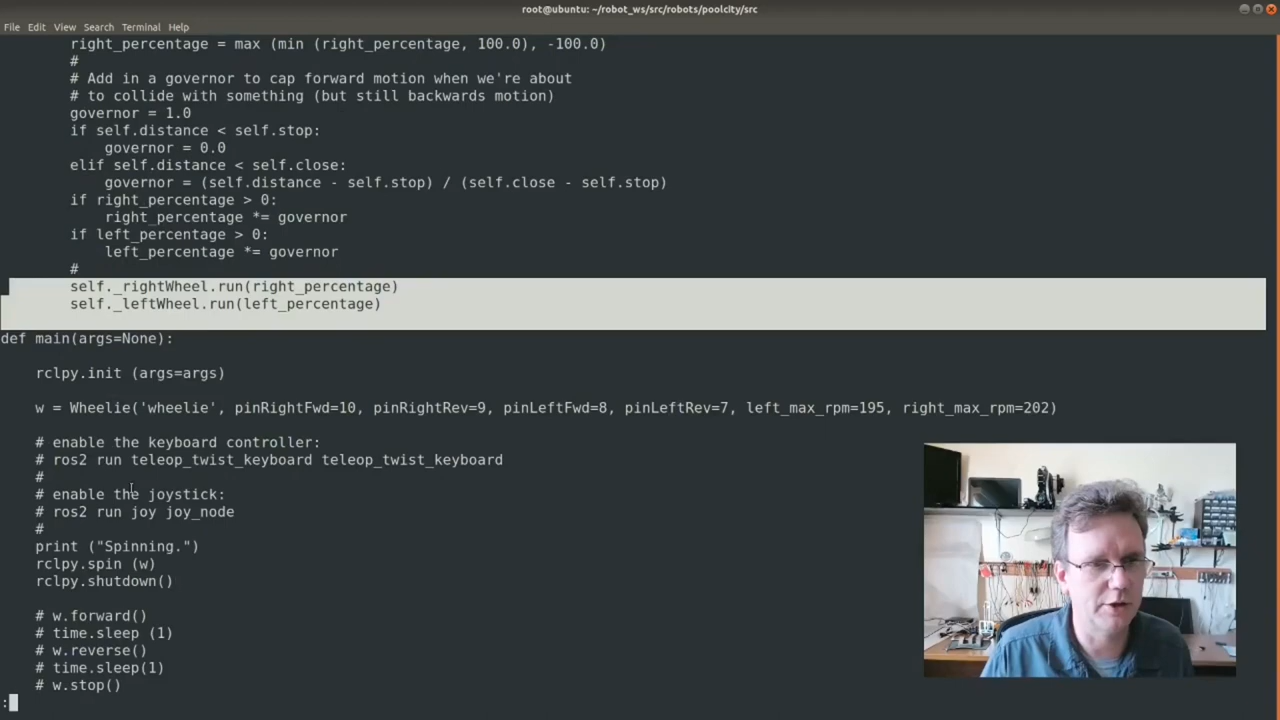 root@ubuntu: ~/robot_ws/src/robots/poolcity/src
File Edit View Search Terminal Help
right_percentage = max (min (right_percentage, 100.0), -100.0)
#
# Add in a governor to cap forward motion when we're about
# to collide with something (but still backwards motion)
governor = 1.0
if self.distance < self.stop:
governor = 0.0
elif self.distance < self.close:
governor = (self.distance - self.stop) / (self.close - self.stop)
if right_percentage > 0:
right_percentage *= governor
if left_percentage > 0:
left_percentage *= governor
#
self._rightWheel.run(right_percentage)
self._leftWheel.run(left_percentage)
def main(args=None):
rclpy.init (args=args)
w = Wheelie('wheelie', pinRightFwd=10, pinRightRev=9, pinLeftFwd=8, pinLeftRev=7, left_max_rpm=195, right_max_rpm=202)
# enable the keyboard controller:
# ros2 run teleop_twist_keyboard teleop_twist_keyboard
#
# enable the joystick:
# ros2 run joy joy_node
#
print ("Spinning.")
rclpy.spin (w)
rclpy.shutdown()
# w.forward()
# time.sleep (1)
# w.reverse()
# time.sleep(1)
# w.stop()
: